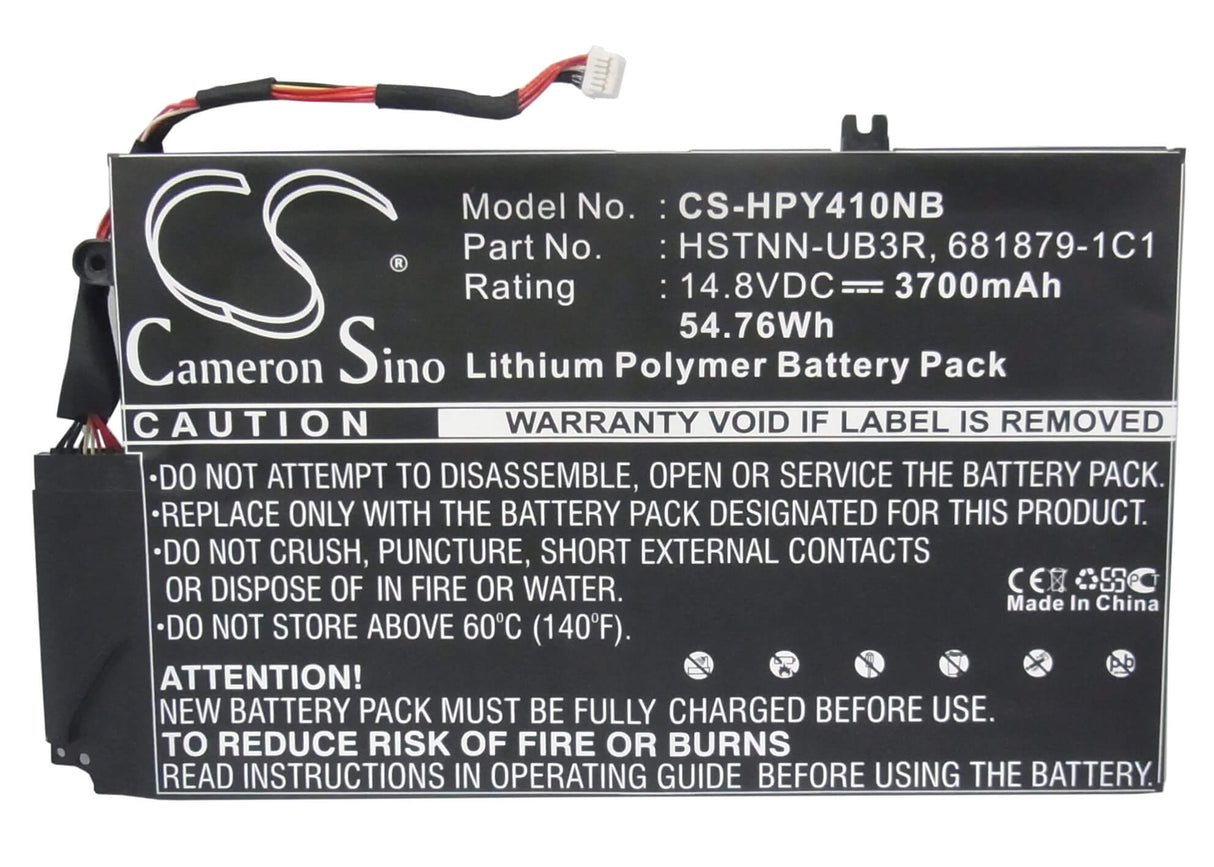 CS ®
Cameron Sino
Model No. : CS-HPY410NB
Part No. : HSTNN-UB3R, 681879-1C1
Rating : 14.8VDC 3700mAh
54.76Wh
Lithium Polymer Battery Pack
CAUTION WARRANTY VOID IF LABEL IS REMOVED
•DO NOT ATTEMPT TO DISASSEMBLE, OPEN OR SERVICE THE BATTERY PACK.
•REPLACE ONLY WITH THE BATTERY PACK DESIGNATED FOR THIS PRODUCT.
•DO NOT CRUSH, PUNCTURE, SHORT EXTERNAL CONTACTS
OR DISPOSE OF IN FIRE OR WATER.
•DO NOT STORE ABOVE 60°C (140°F).
CE PCT
Made In China
Pb
ATTENTION!
NEW BATTERY PACK MUST BE FULLY CHARGED BEFORE USE.
TO REDUCE RISK OF FIRE OR BURNS
READ INSTRUCTIONS IN OPERATING GUIDE BEFORE USING THE BATTERY.